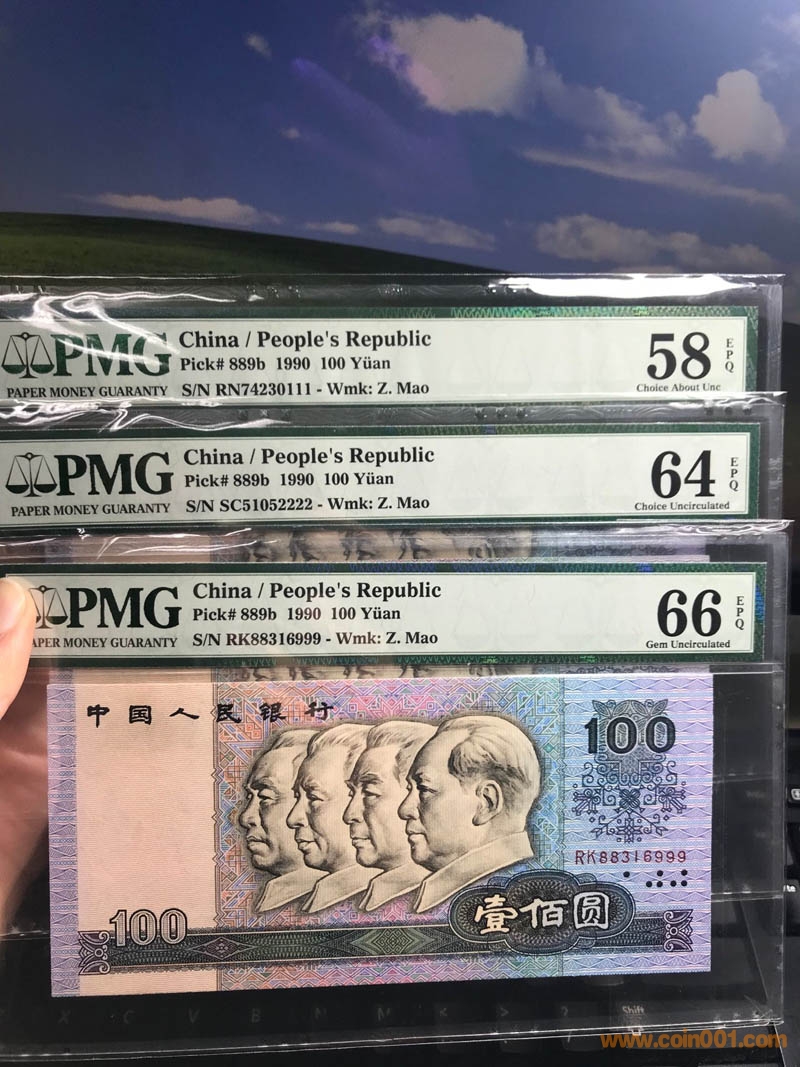 PMG
PAPER MONEY GUARANTY
China / People's Republic
Pick# 889b 1990 100 Yüan
S/N RN74230111 - Wmk: Z. Mao
58
EPQ
Choice About Unc
PMG
PAPER MONEY GUARANTY
China / People's Republic
Pick# 889b 1990 100 Yüan
S/N SC51052222 - Wmk: Z. Mao
64
EPQ
Choice Uncirculated
PMG
APER MONEY GUARANTY
China / People's Republic
Pick# 889b 1990 100 Yüan
S/N RK88316999 - Wmk: Z. Mao
66
EPQ
Gem Uncirculated
中国人民银行
100
RK88316999
100
壹佰圆
X C V B N M < > ?
Shift
www.coin001.com